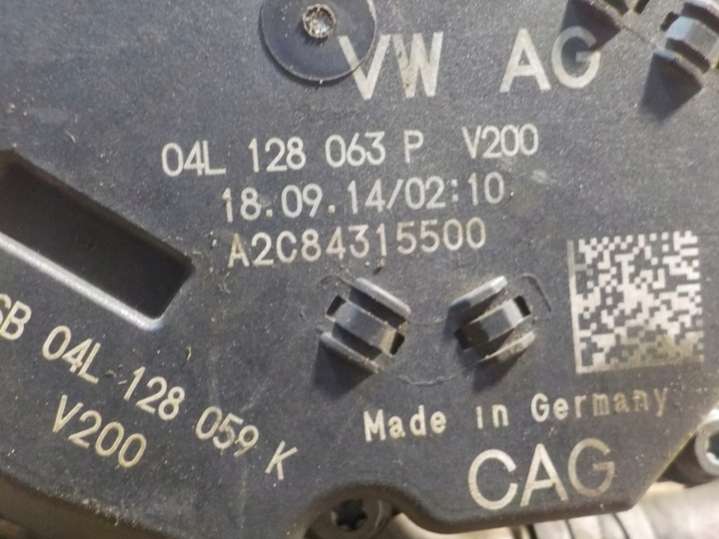 VW AG
04L 128 063 P V200
18.09.14/02:10
A2C84315500
SB 04L 128 059 K
V200
Made in Germany
CAG